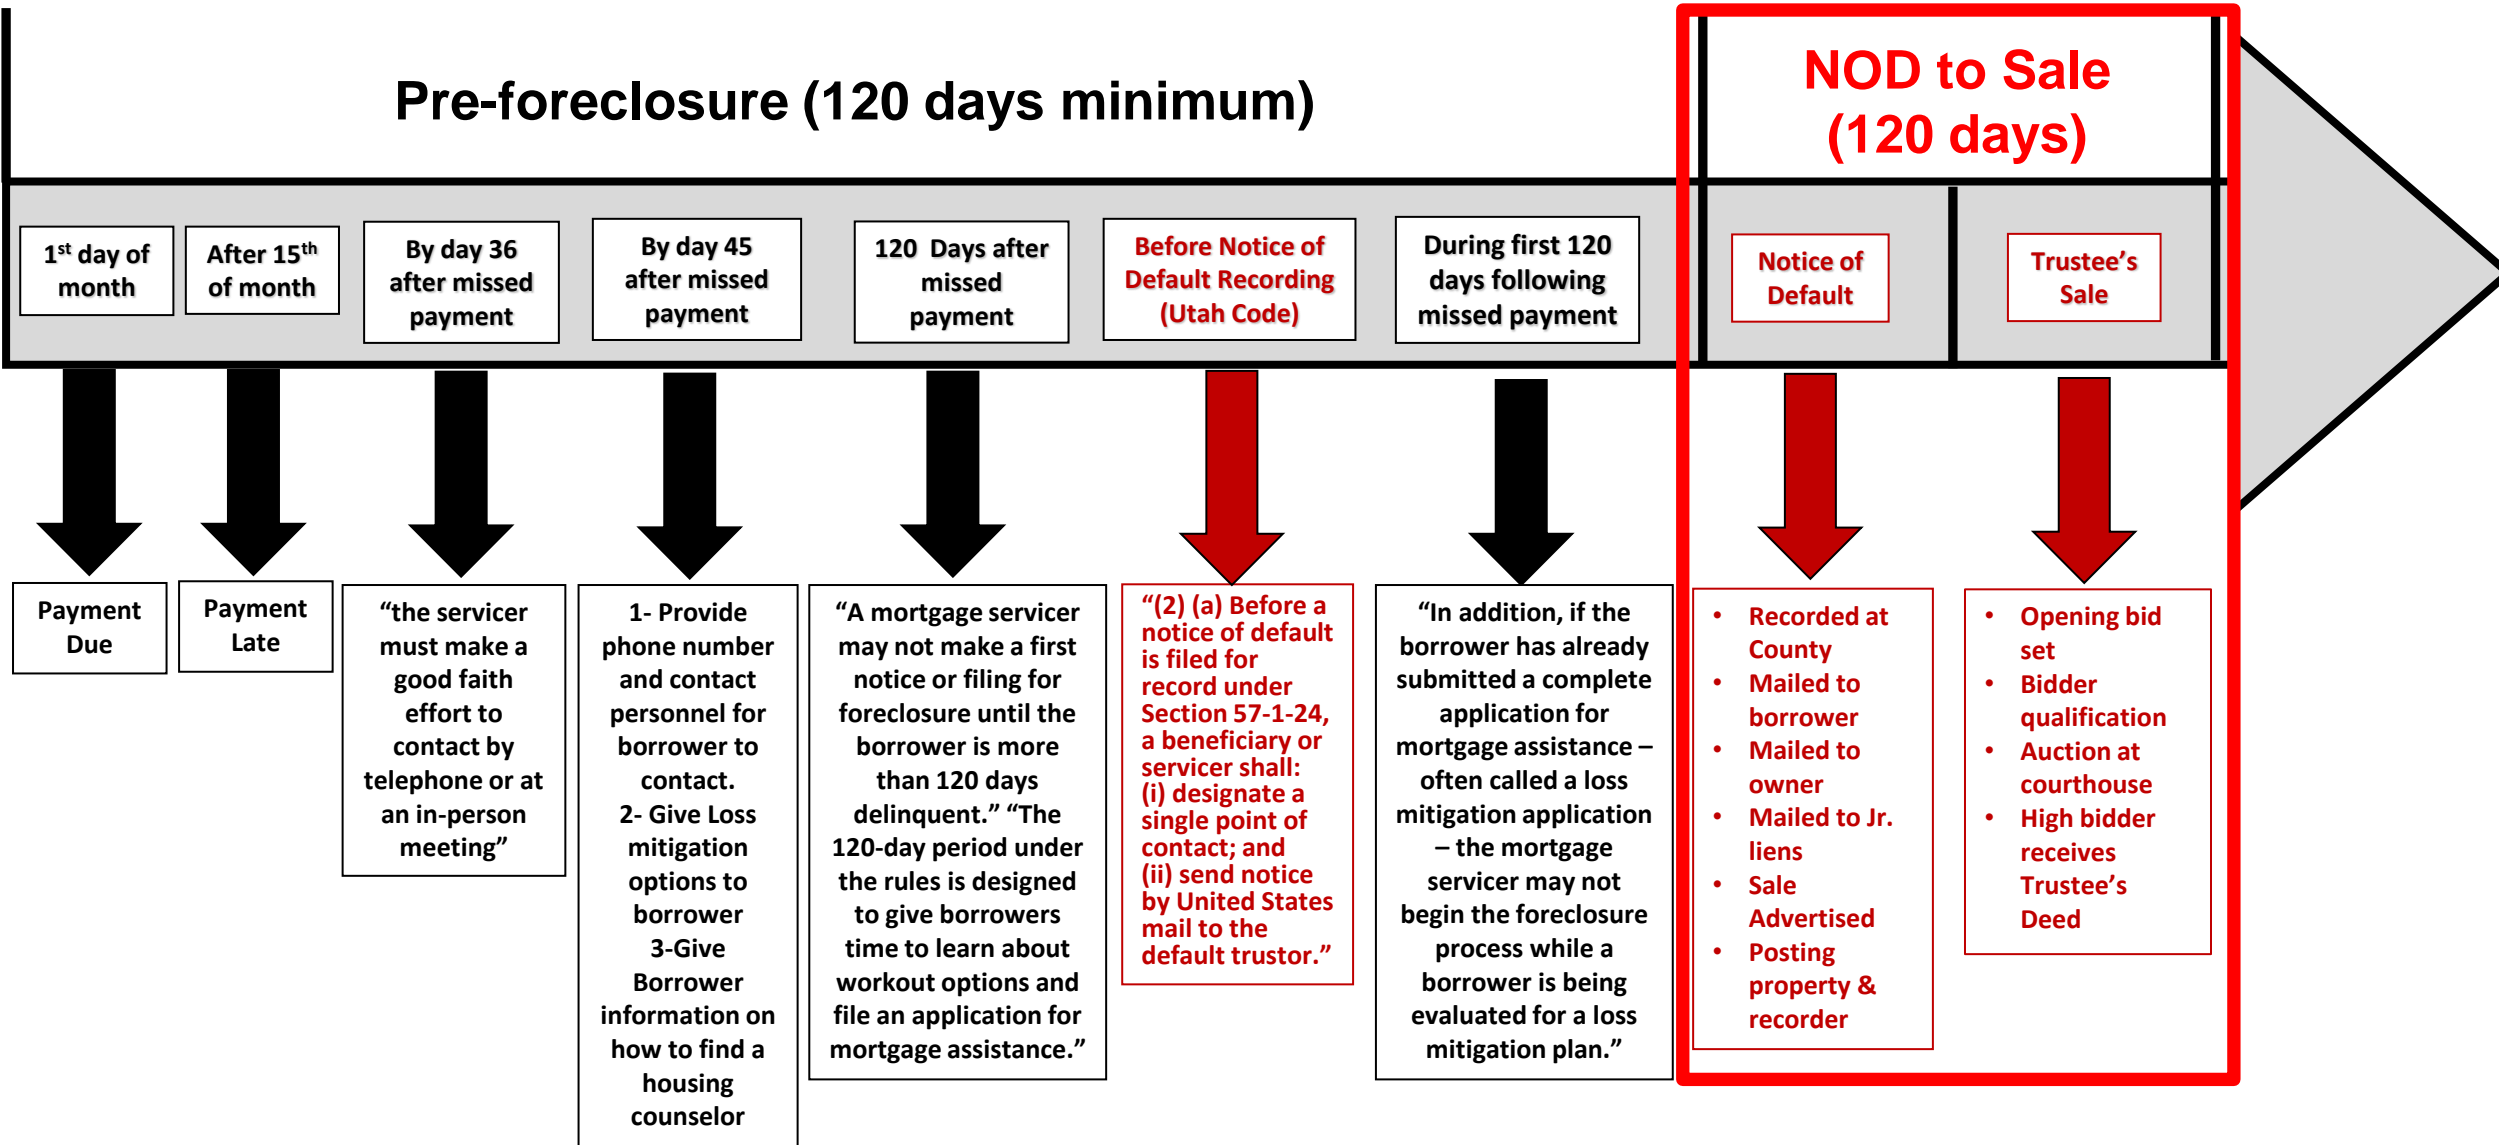 Pre-foreclosure (120 days minimum)
NOD to Sale
(120 days)
1st day of
month
After 15th
of month
By day 36
after missed
payment
By day 45
after missed
payment
120 Days after
missed
payment
Before Notice of
Default Recording
(Utah Code)
During first 120
days following
missed payment
Notice of
Default
Trustee’s
Sale
Payment
Due
Payment
Late
“the servicer
must make a
good faith
effort to
contact by
telephone or at
an in-person
meeting”
1- Provide
phone number
and contact
personnel for
borrower to
contact.
2- Give Loss
mitigation
options to
borrower
3-Give
Borrower
information on
how to find a
housing
counselor
“A mortgage servicer
may not make a first
notice or filing for
foreclosure until the
borrower is more
than 120 days
delinquent.” “The
120-day period under
the rules is designed
to give borrowers
time to learn about
workout options and
file an application for
mortgage assistance.”
“(2) (a) Before a
notice of default
is filed for
record under
Section 57-1-24,
a beneficiary or
servicer shall:
(i) designate a
single point of
contact; and
(ii) send notice
by United States
mail to the
default trustor.”
“In addition, if the
borrower has already
submitted a complete
application for
mortgage assistance –
often called a loss
mitigation application
– the mortgage
servicer may not
begin the foreclosure
process while a
borrower is being
evaluated for a loss
mitigation plan.”
• Recorded at
County
• Mailed to
borrower
• Mailed to
owner
• Mailed to Jr.
liens
• Sale
Advertised
• Posting
property &
recorder
• Opening bid
set
• Bidder
qualification
• Auction at
courthouse
• High bidder
receives
Trustee’s
Deed